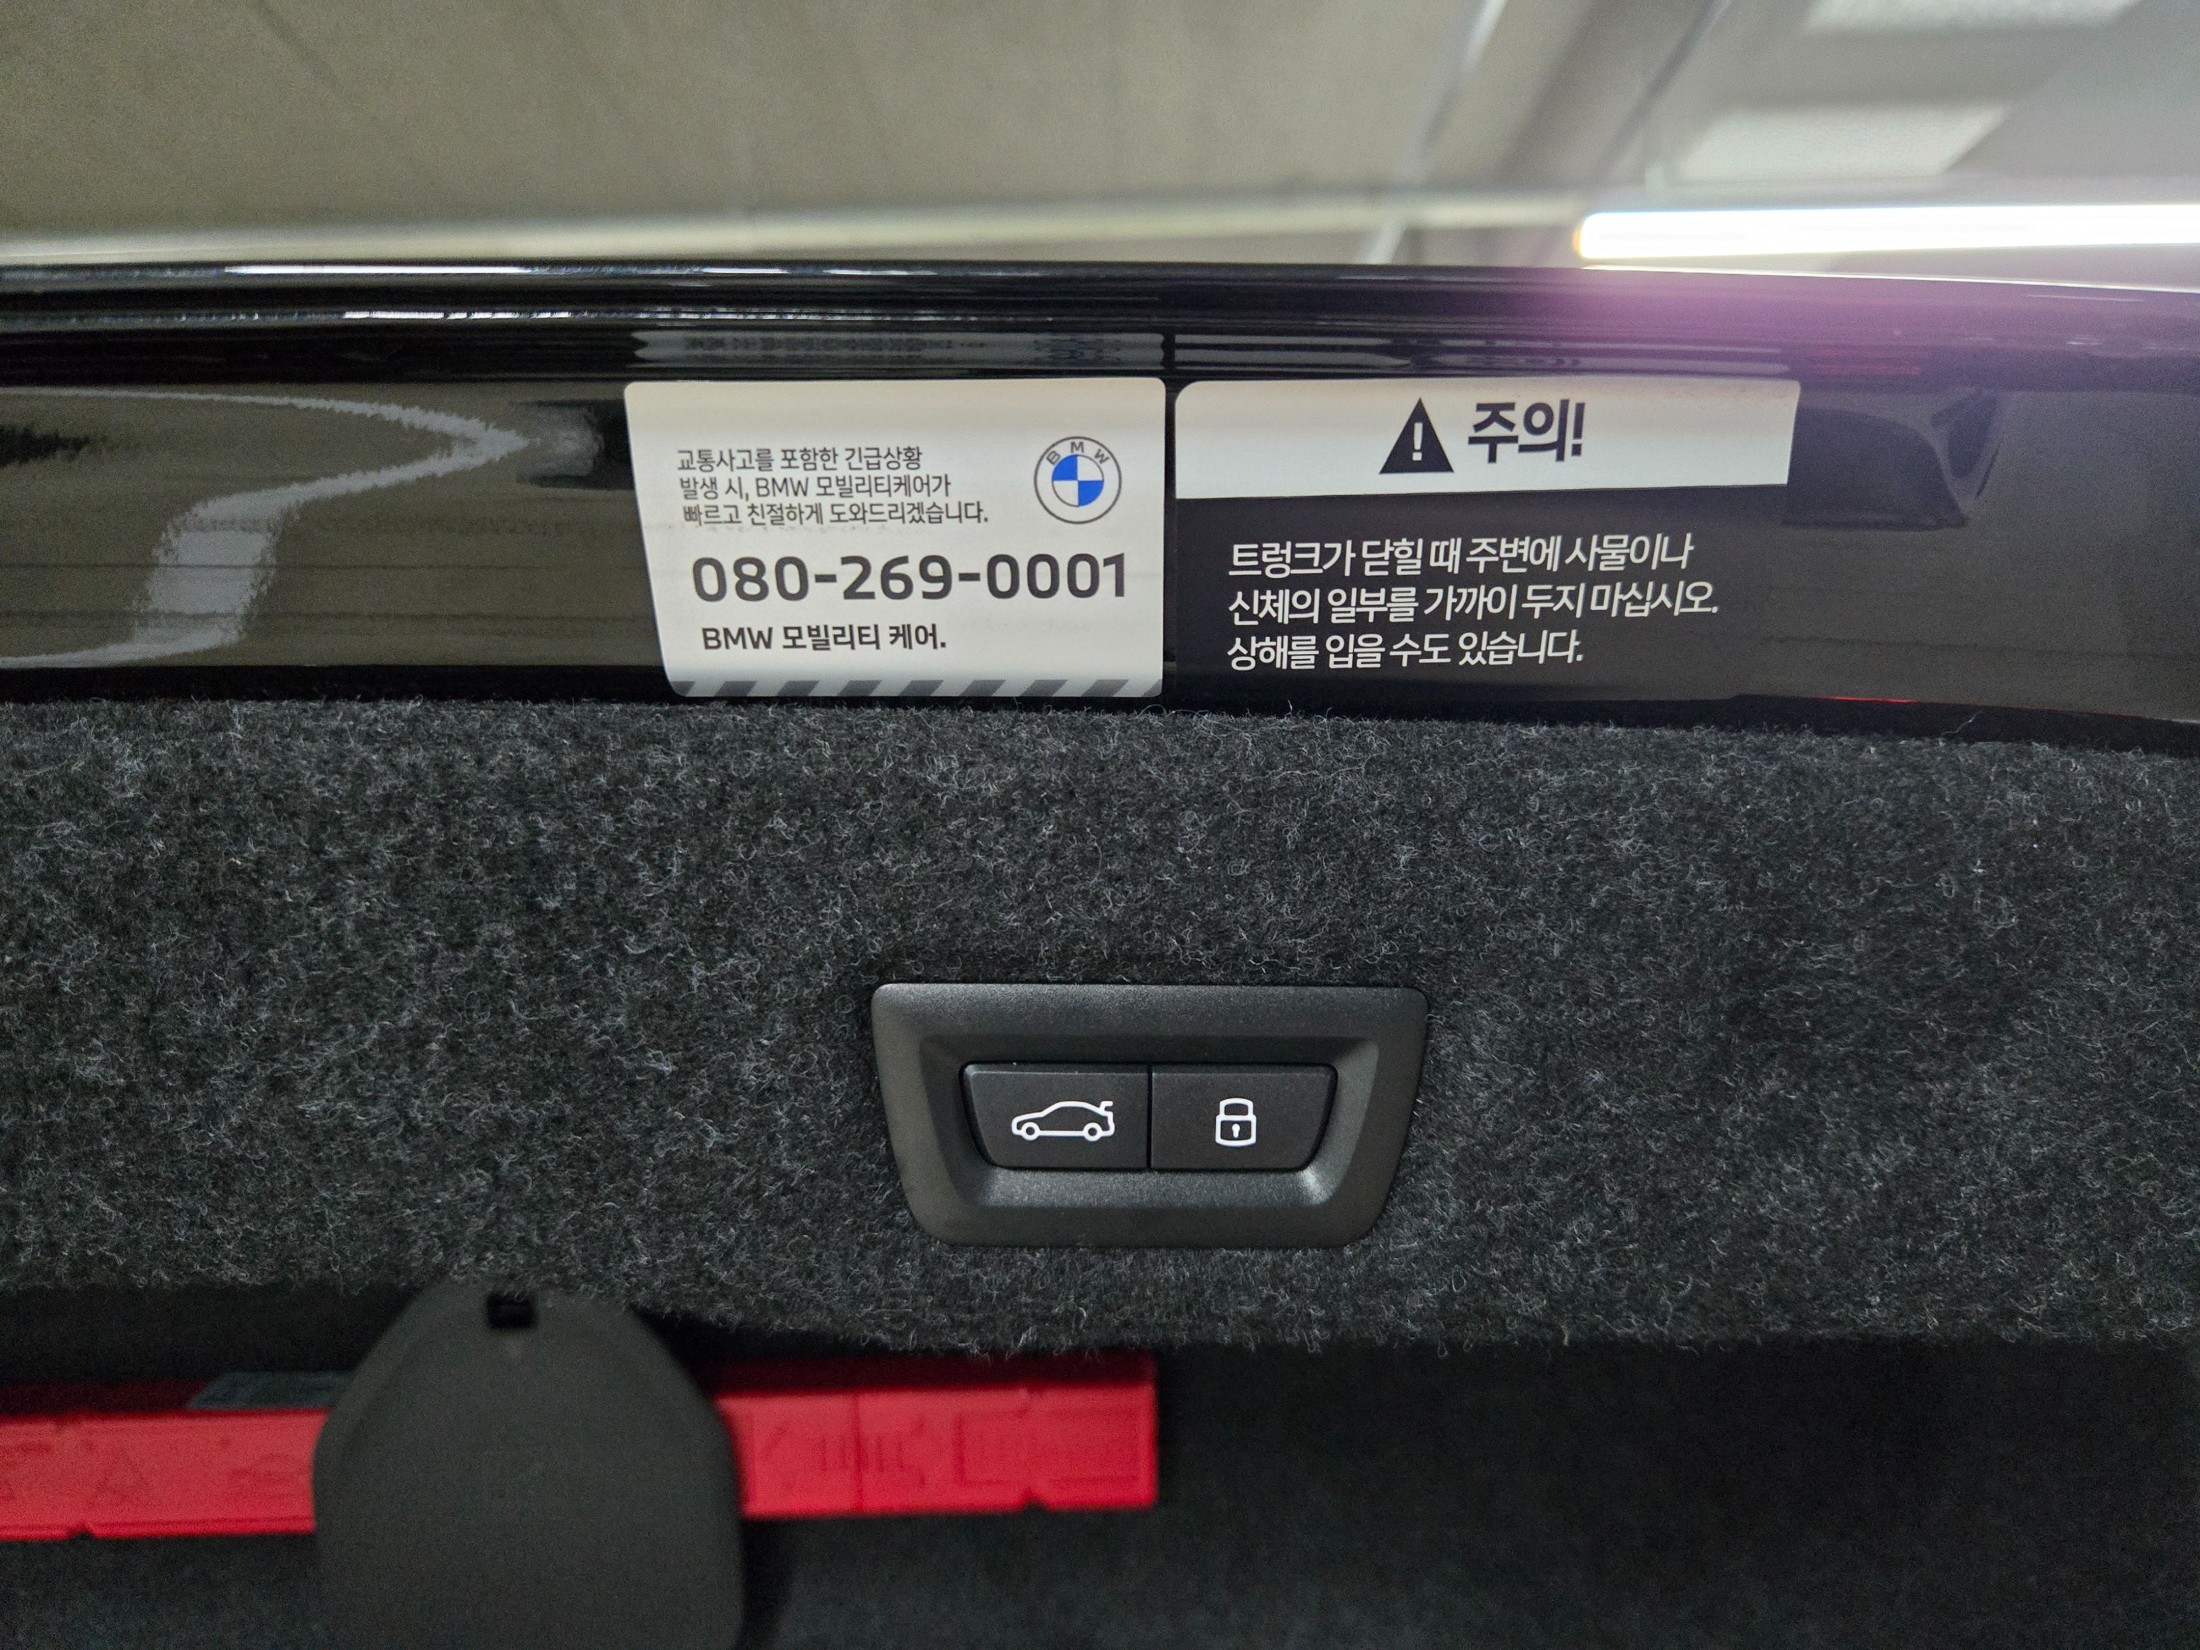 교통사고를 포함한 긴급상황
발생 시, BMW 모빌리티케어가
빠르고 친절하게 도와드리겠습니다.
BMW
080-269-0001
BMW 모빌리티 케어.
주의!
트렁크가 닫힐 때 주변에 사물이나
신체의 일부를 가까이 두지 마십시오.
상해를 입을 수도 있습니다.